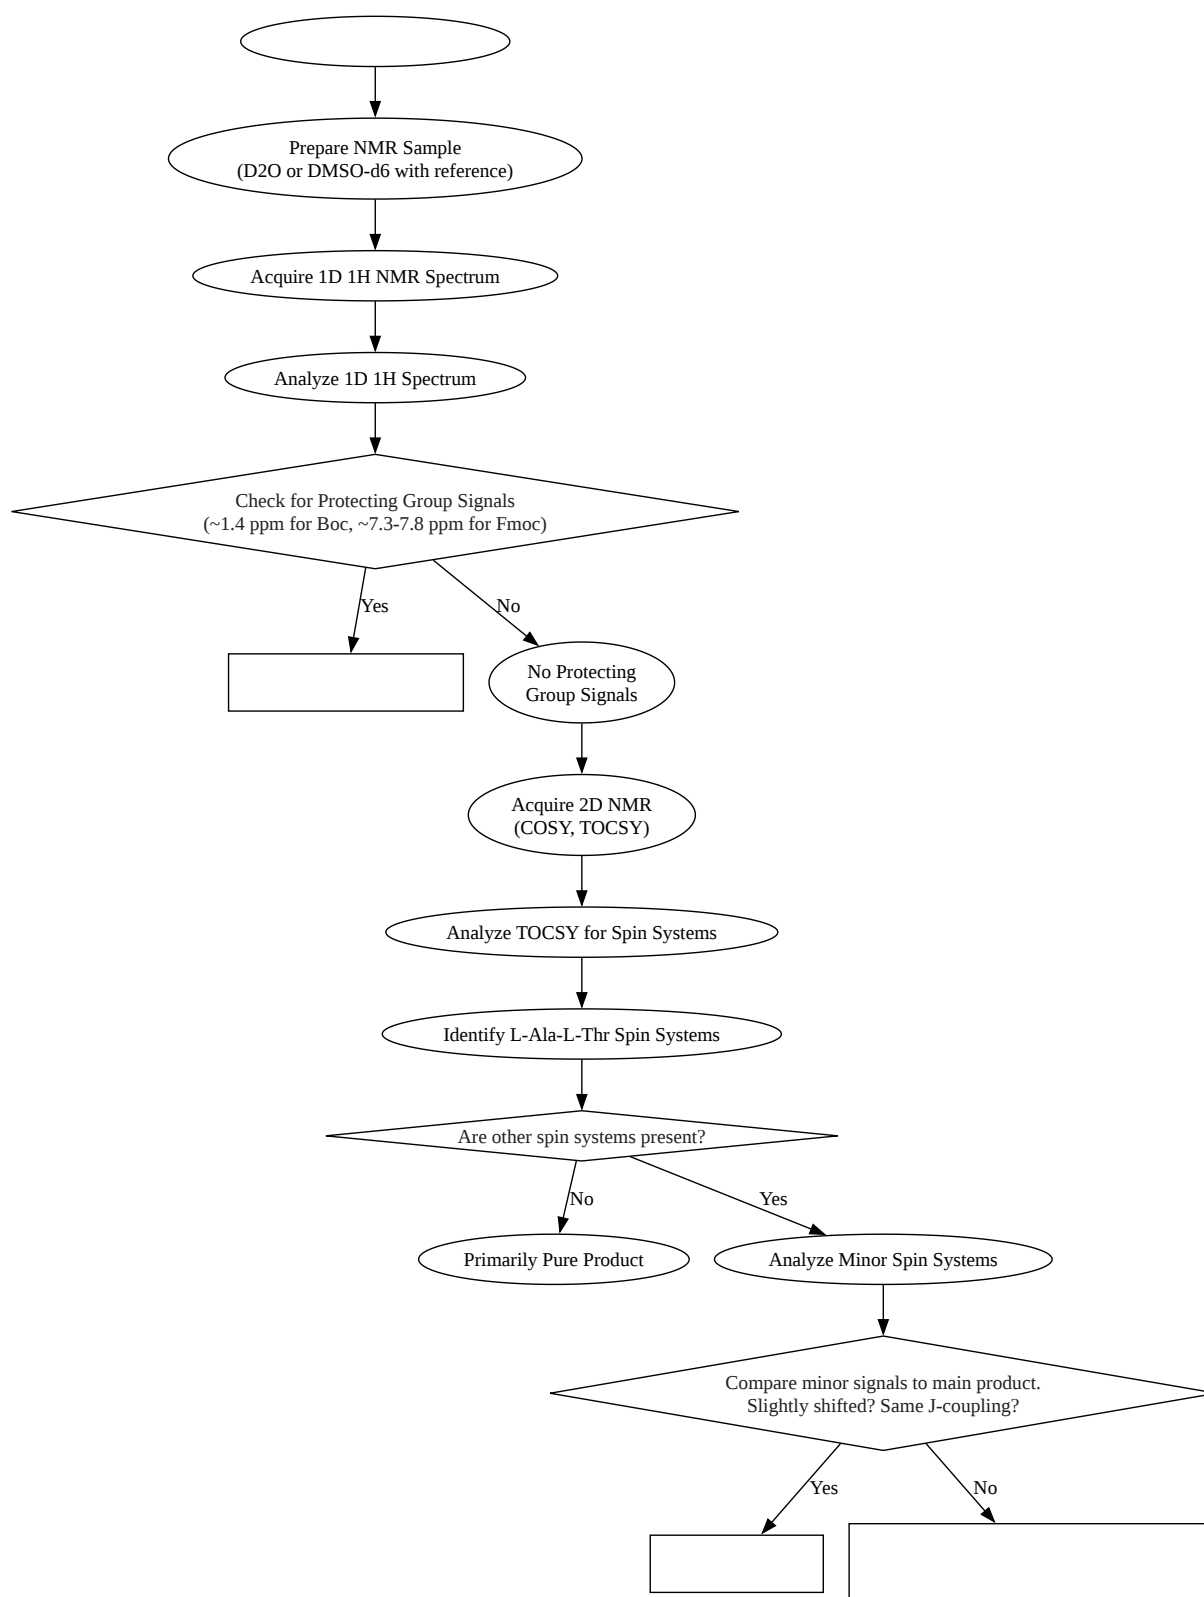 Prepare NMR Sample
(D2O or DMSO-d6 with reference)
Acquire 1D 1H NMR Spectrum
Analyze 1D 1H Spectrum
Check for Protecting Group Signals
(~1.4 ppm for Boc, ~7.3-7.8 ppm for Fmoc)
Yes
No
No Protecting
Group Signals
Acquire 2D NMR
(COSY, TOCSY)
Analyze TOCSY for Spin Systems
Identify L-Ala-L-Thr Spin Systems
Are other spin systems present?
No
Yes
Primarily Pure Product
Analyze Minor Spin Systems
Compare minor signals to main product.
Slightly shifted? Same J-coupling?
Yes
No